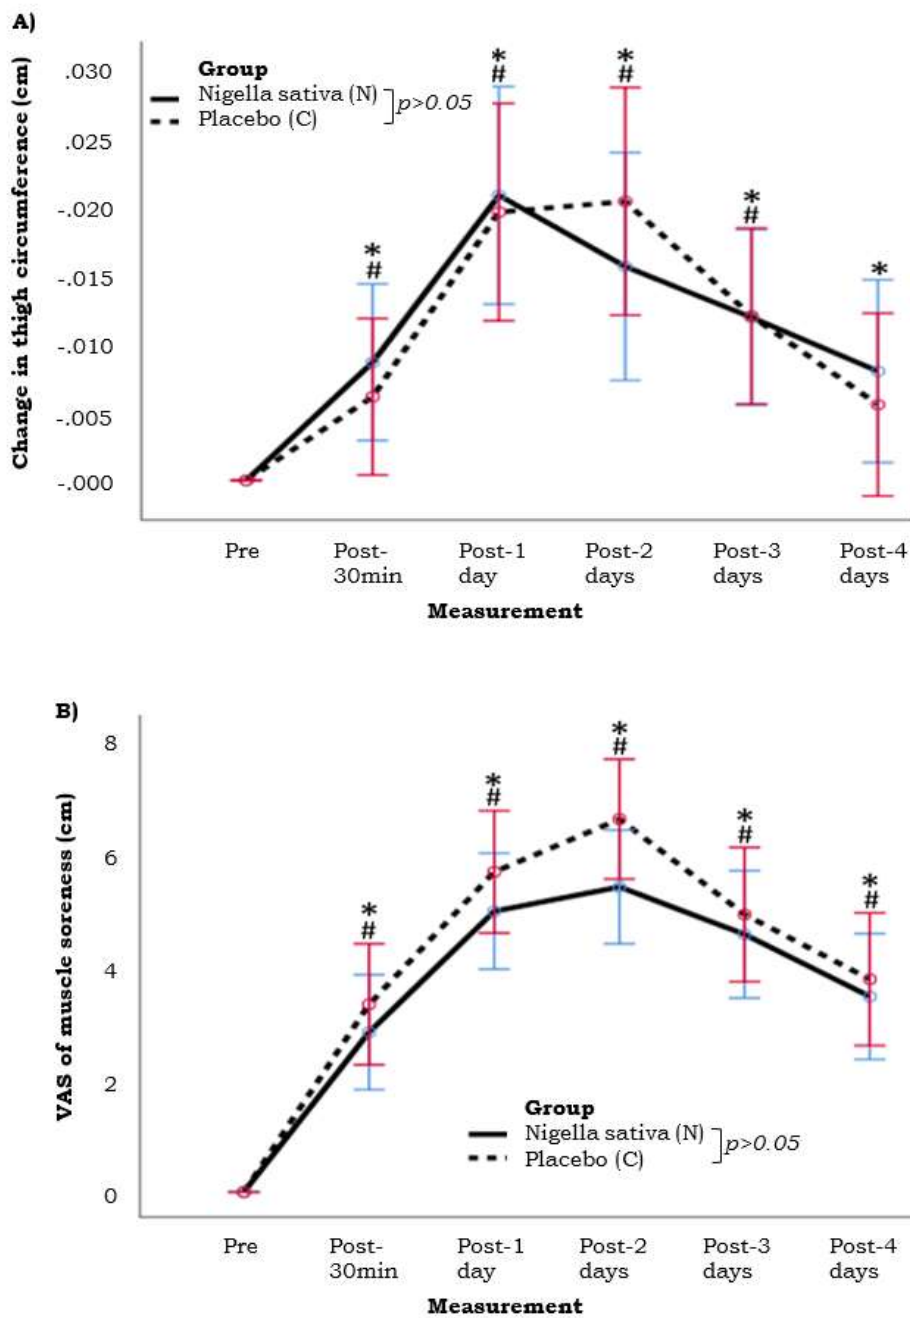 A)
Change in thigh circumference (cm)
.030
.025
-.020
-.015
-.010
-.005
-.000
Group
Nigella sativa (N)
Placebo (C)
p>0.05
*
#
*
#
*
#
*
#
*
Pre
Post-30min
Post-1 day
Post-2 days
Post-3 days
Post-4 days
Measurement
B)
VAS of muscle soreness (cm)
8
6
4
2
0
*
#
*
#
*
#
*
#
*
#
Group
Nigella sativa (N)
Placebo (C)
p>0.05
Pre
Post-30min
Post-1 day
Post-2 days
Post-3 days
Post-4 days
Measurement